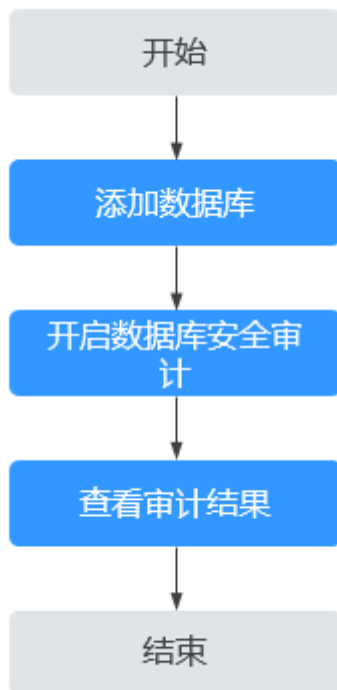 开始
添加数据库
开启数据库安全审
计
查看审计结果
结束